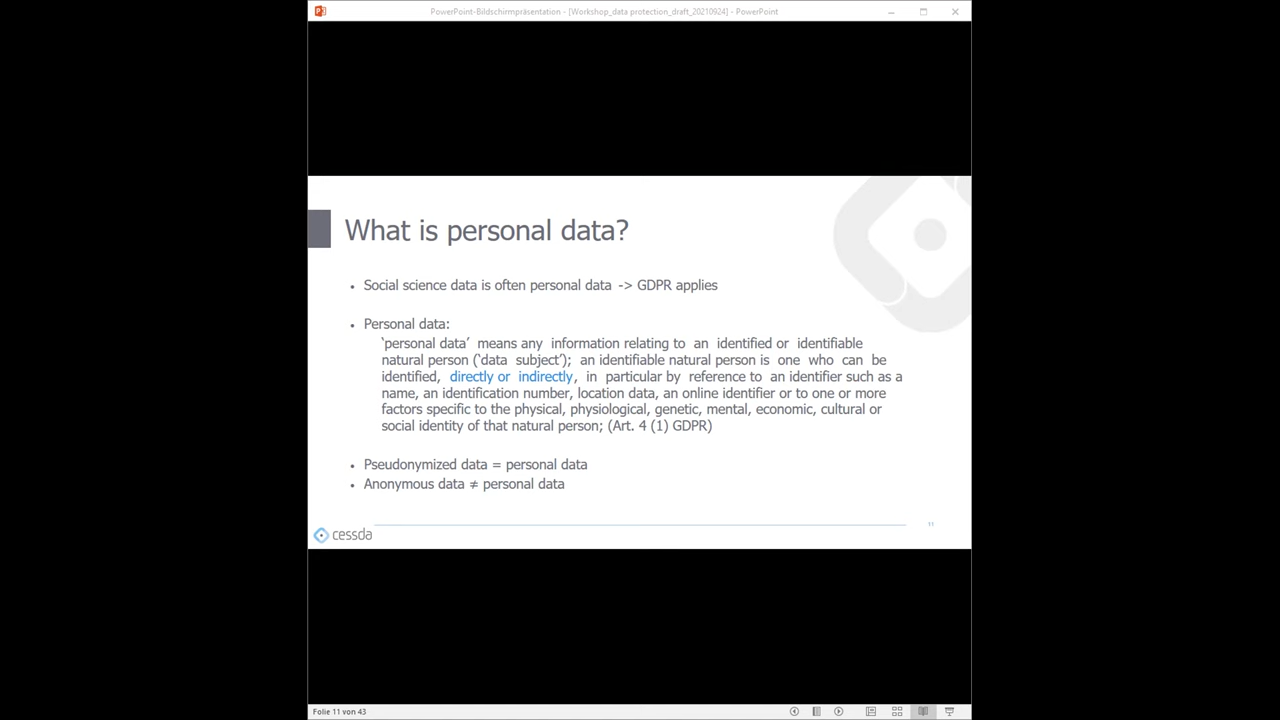 PowerPoint-Bildschirmpräsentation - [Workshop_data protection_draft_20210924] - PowerPoint
What is personal data?
• Social science data is often personal data -> GDPR applies
• Personal data:
‘personal data’ means any information relating to an identified or identifiable
natural person (‘data subject’); an identifiable natural person is one who can be
identified, directly or indirectly, in particular by reference to an identifier such as a
name, an identification number, location data, an online identifier or to one or more
factors specific to the physical, physiological, genetic, mental, economic, cultural or
social identity of that natural person; (Art. 4 (1) GDPR)
• Pseudonymized data = personal data
• Anonymous data ≠ personal data
11
cessda
Folie 11 von 43